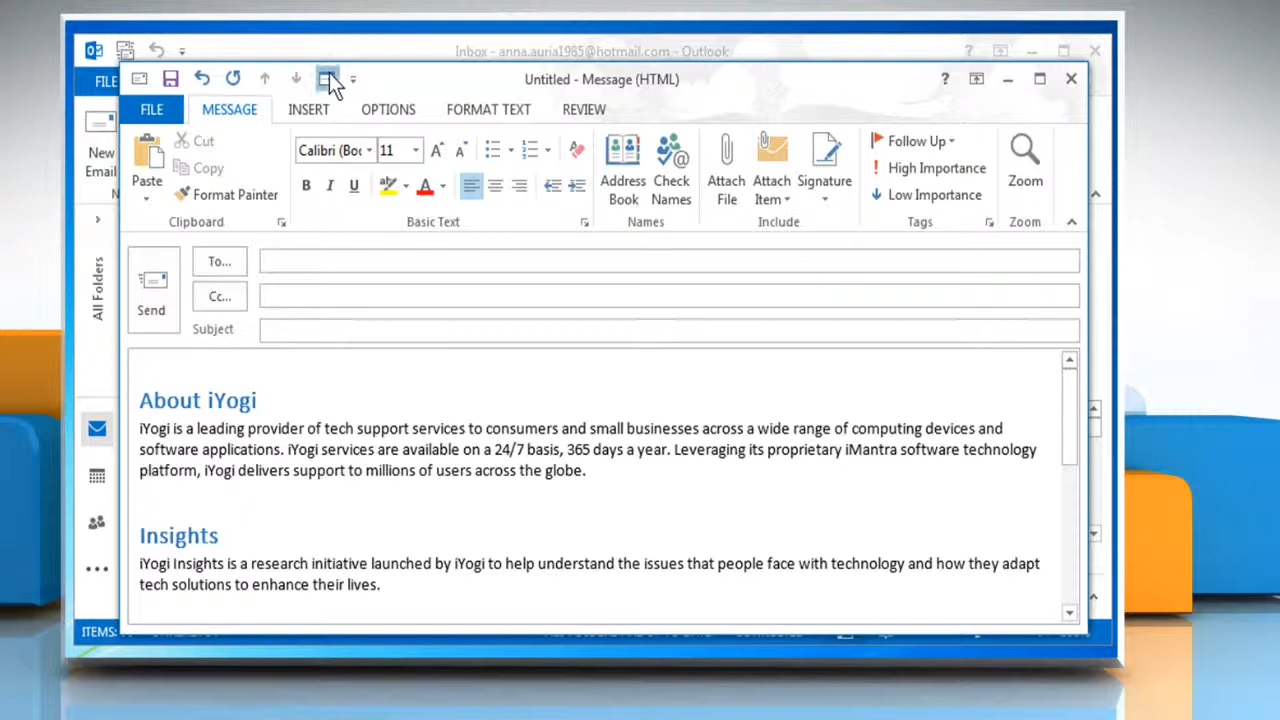 Inbox - anna.auria1985@hotmail.com - Outlook
FILE
Untitled - Message (HTML)
FILE MESSAGE INSERT OPTIONS FORMAT TEXT REVIEW
New
Email
Paste
Cut
Copy
Format Painter
Clipboard
Calibri (Boc 11
B I U
Basic Text
Address
Book
Check
Names
Names
Attach
File
Attach
Item
Signature
Include
Follow Up
High Importance
Low Importance
Tags
Zoom
Zoom
All Folders
Send
To...
Cc...
Subject
About iYogi
iYogi is a leading provider of tech support services to consumers and small businesses across a wide range of computing devices and
software applications. iYogi services are available on a 24/7 basis, 365 days a year. Leveraging its proprietary iMantra software technology
platform, iYogi delivers support to millions of users across the globe.
Insights
iYogi Insights is a research initiative launched by iYogi to help understand the issues that people face with technology and how they adapt
tech solutions to enhance their lives.
ITEMS: